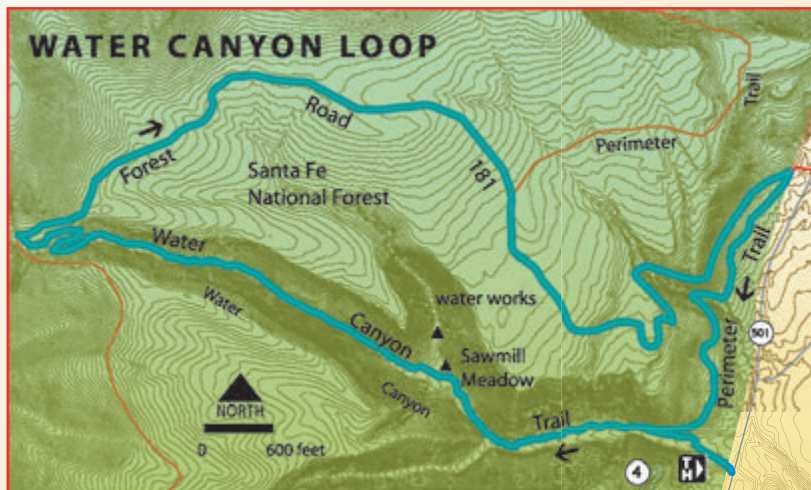 WATER CANYON LOOP
Forest
Road
181
Perimeter
Trail
Santa Fe
National Forest
Water
Canyon
Trail
Water
Canyon
water works
Sawmill
Meadow
Trail
Perimeter
501
NORTH
0 600 feet
4
TH